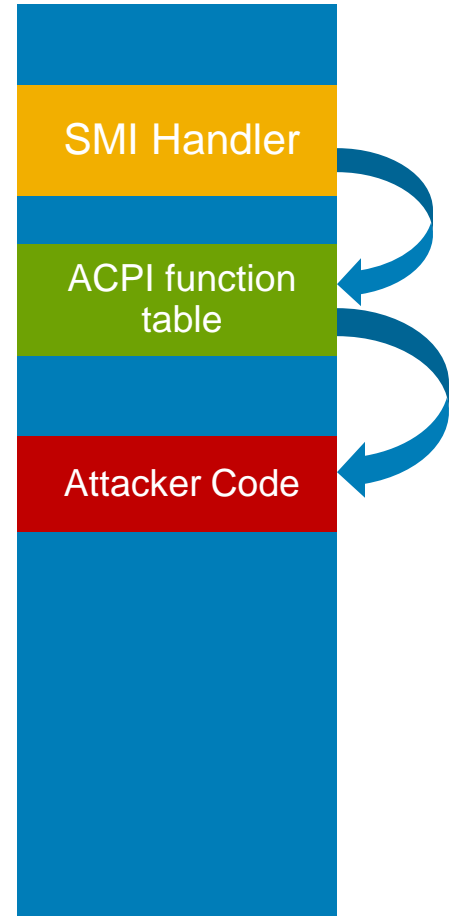 SMI Handler
ACPI function
table
Attacker Code